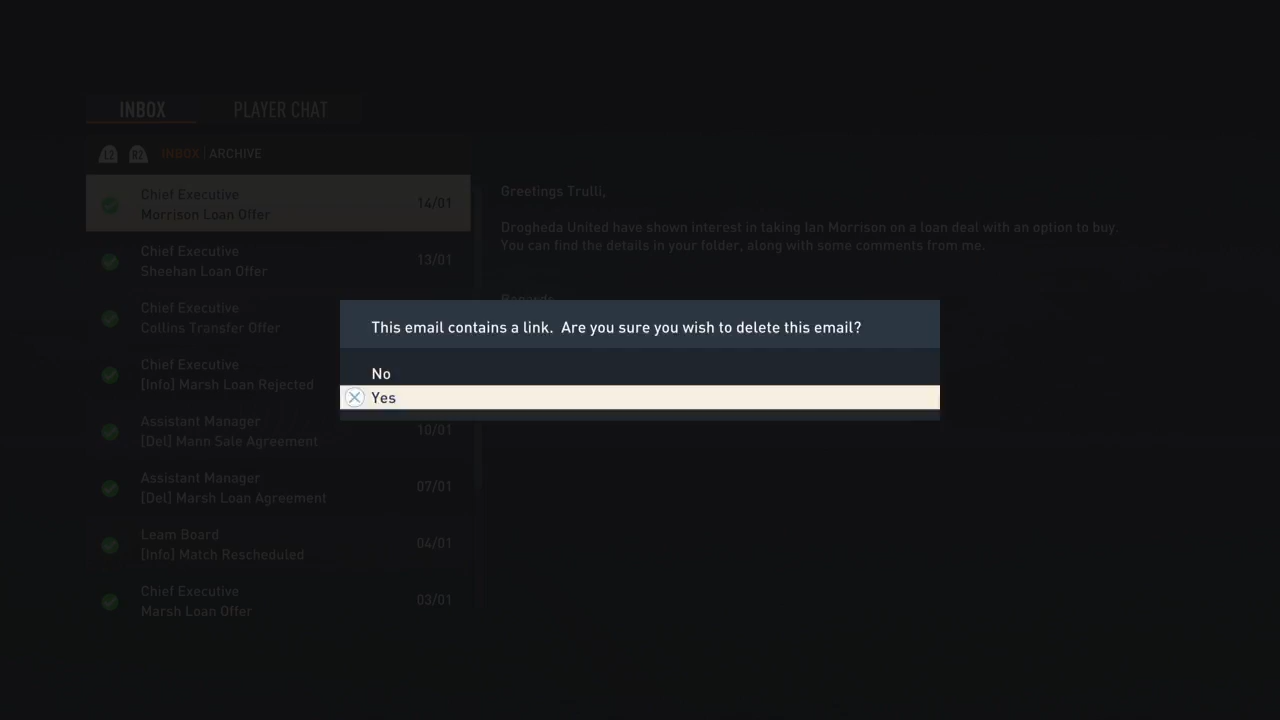 INBOX PLAYER CHAT
L2 R2 INBOX | ARCHIVE
Chief Executive
Morrison Loan Offer
14/01
Chief Executive
Sheehan Loan Offer
13/01
Chief Executive
Collins Transfer Offer
Chief Executive
[Info] Marsh Loan Rejected
Assistant Manager
[Del] Mann Sale Agreement
10/01
Assistant Manager
[Del] Marsh Loan Agreement
07/01
Leam Board
[Info] Match Rescheduled
04/01
Chief Executive
Marsh Loan Offer
03/01
Greetings Trulli,
Drogheda United have shown Interest in taking Ian Morrison on a loan deal with an option to buy.
You can find the details in your folder, along with some comments from me.
Regards
This email contains a link.  Are you sure you wish to delete this email?
No
Yes